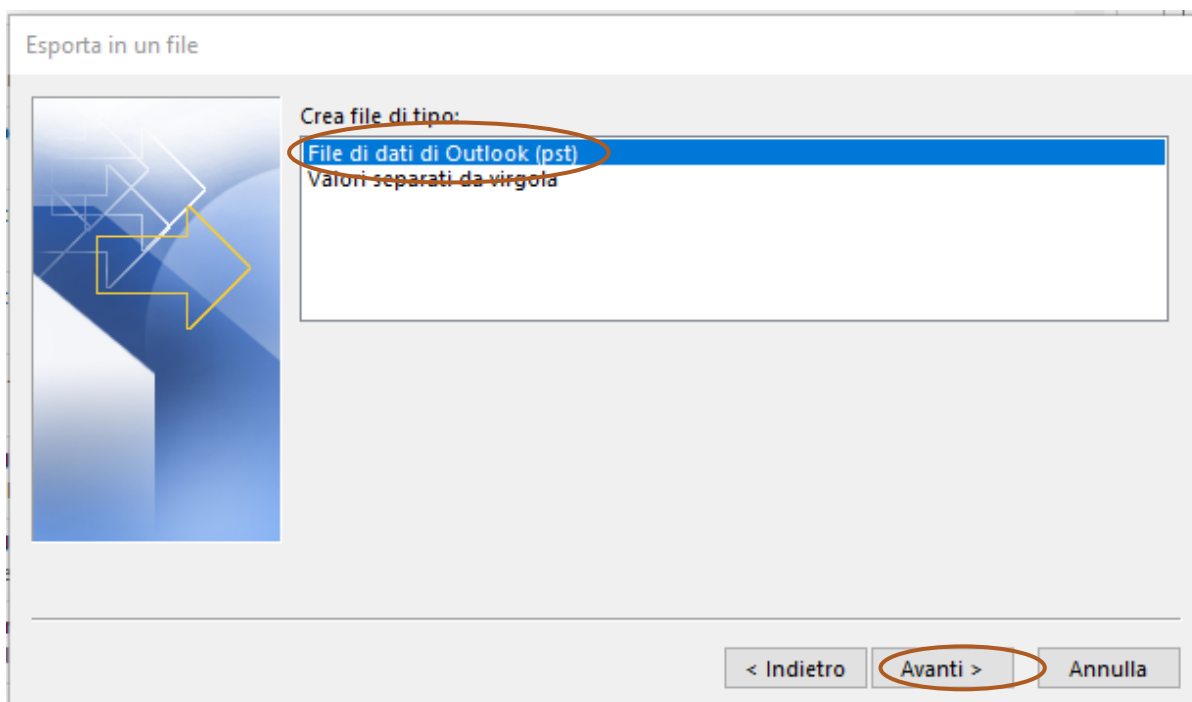 Esporta in un file
Crea file di tipo:
File di dati di Outlook (pst)
Valori separati da virgola
< Indietro
Avanti >
Annulla